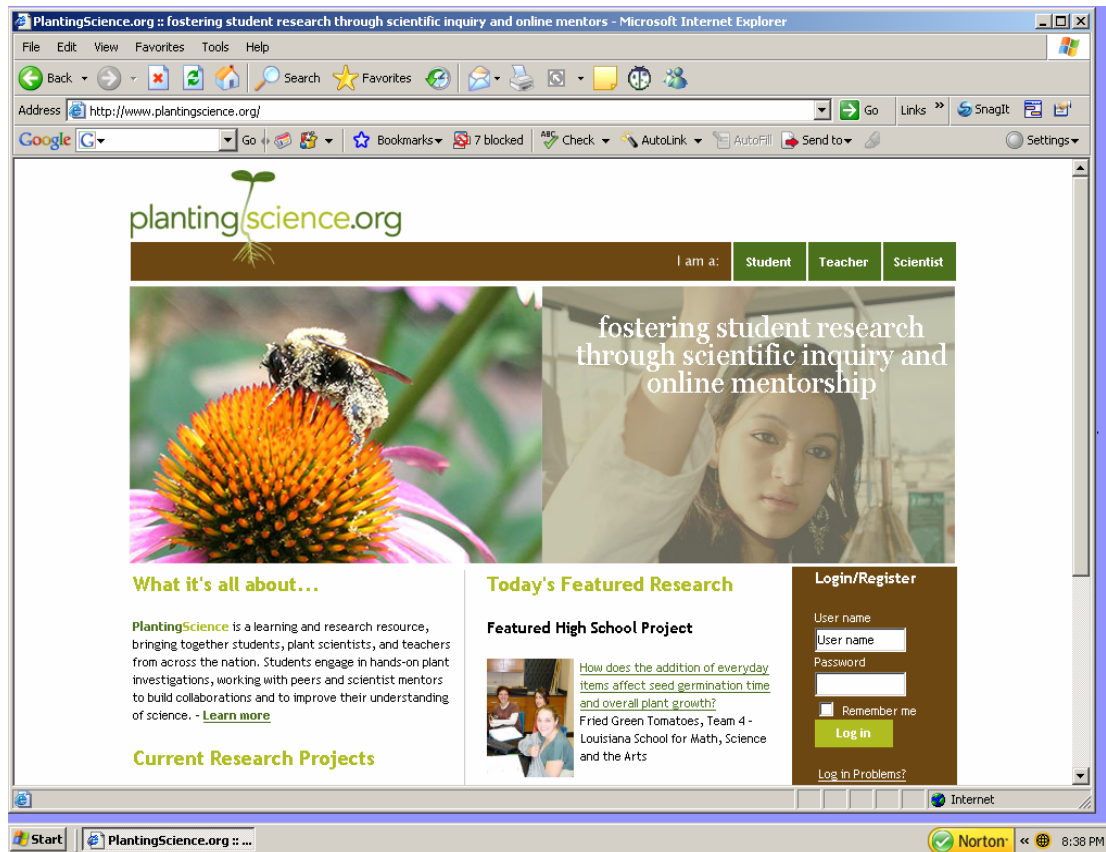 PlantingScience.org :: fostering student research through scientific inquiry and online mentors - Microsoft Internet Explorer
File Edit View Favorites Tools Help
Back Search Favorites
Address http://www.plantingscience.org/ Go Links » SnagIt
Google G Go Bookmarks 7 blocked ABC Check AutoLink AutoFill Send to Settings
plantingscience.org
I am a: Student Teacher Scientist
fostering student research
through scientific inquiry and
online mentorship
What it's all about...
PlantingScience is a learning and research resource,
bringing together students, plant scientists, and teachers
from across the nation. Students engage in hands-on plant
investigations, working with peers and scientist mentors
to build collaborations and to improve their understanding
of science. - Learn more
Current Research Projects
Today's Featured Research
Featured High School Project
How does the addition of everyday
items affect seed germination time
and overall plant growth?
Fried Green Tomatoes, Team 4 -
Louisiana School for Math, Science
and the Arts
Login/Register
User name
User name
Password
Remember me
Log in
Log in Problems?
Internet
Start PlantingScience.org :: ... Norton « 8:38 PM